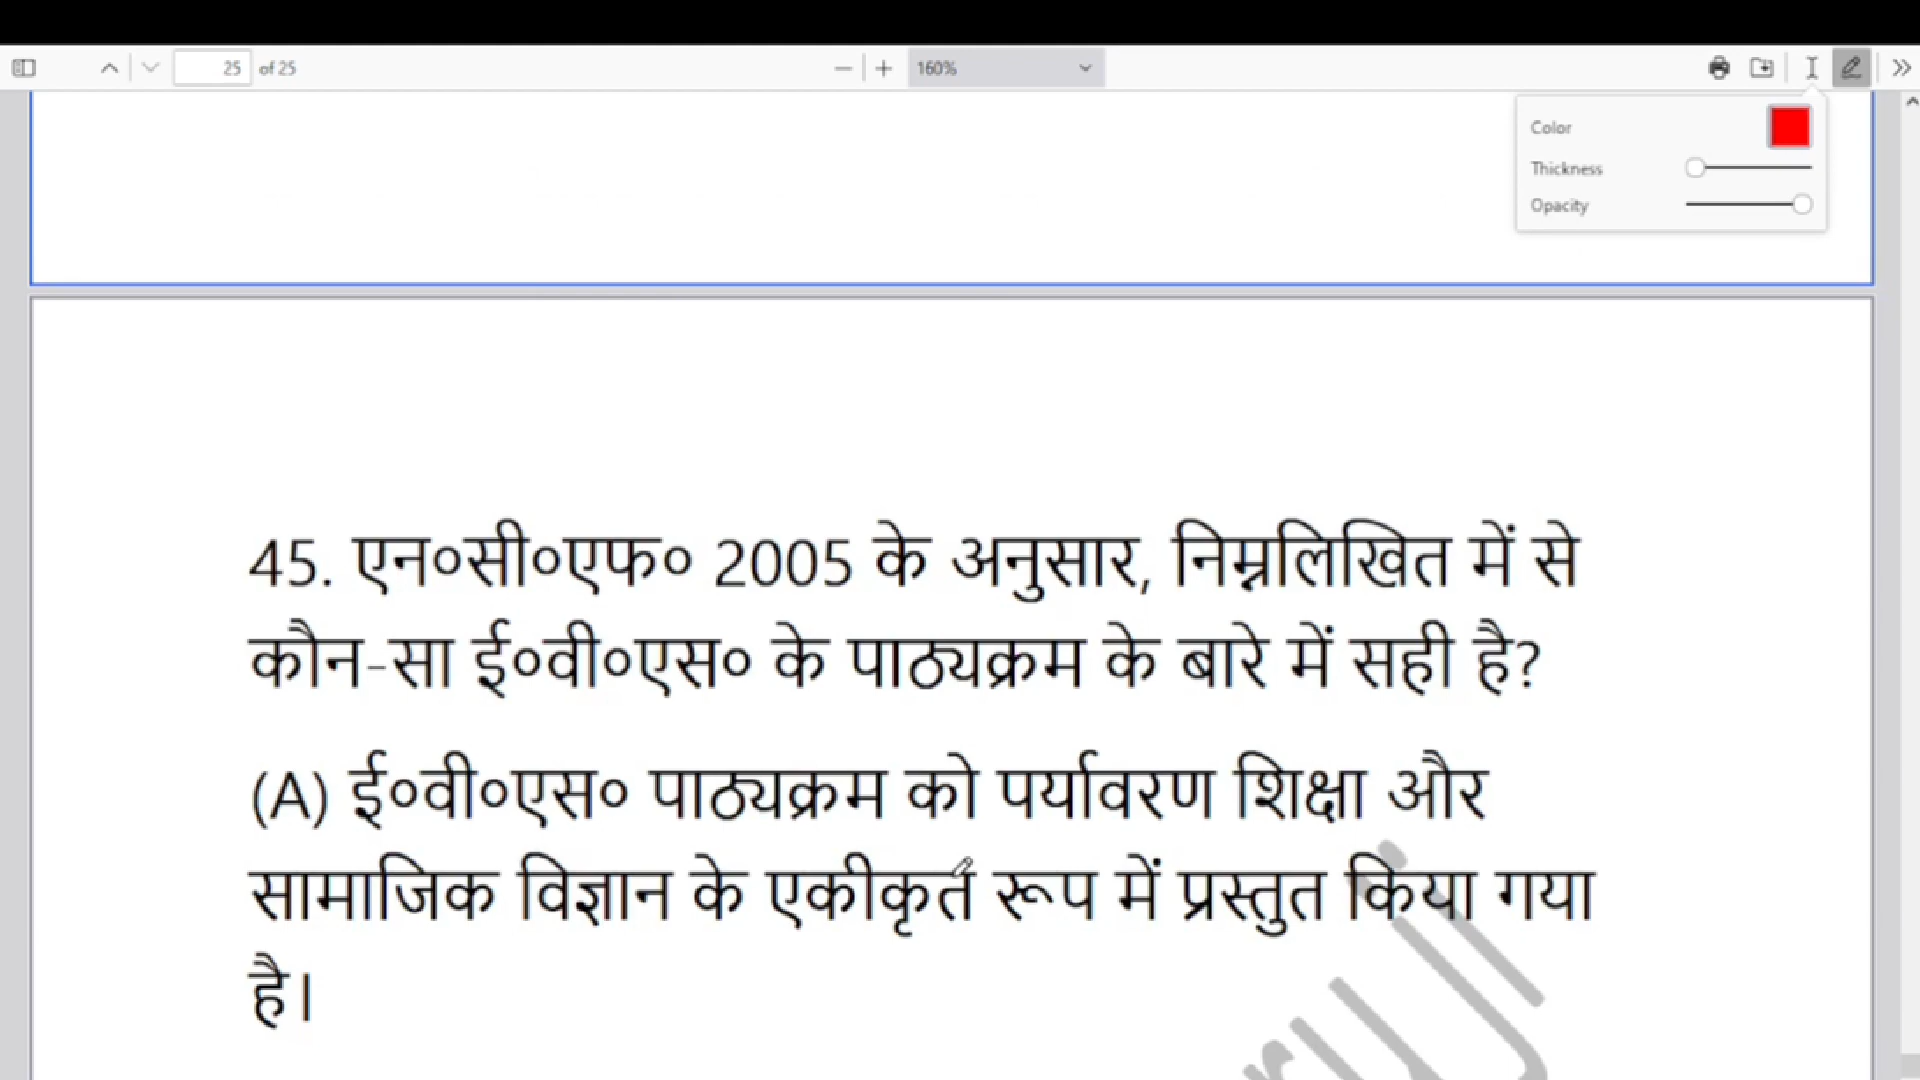 25 of 25 160%
Color
Thickness
Opacity
45. एन०सी०एफ० 2005 के अनुसार, निम्नलिखित में से
कौन-सा ई०वी०एस० के पाठ्यक्रम के बारे में सही है?
(A) ई०वी०एस० पाठ्यक्रम को पर्यावरण शिक्षा और
सामाजिक विज्ञान के एकीकृत रूप में प्रस्तुत किया गया
है।